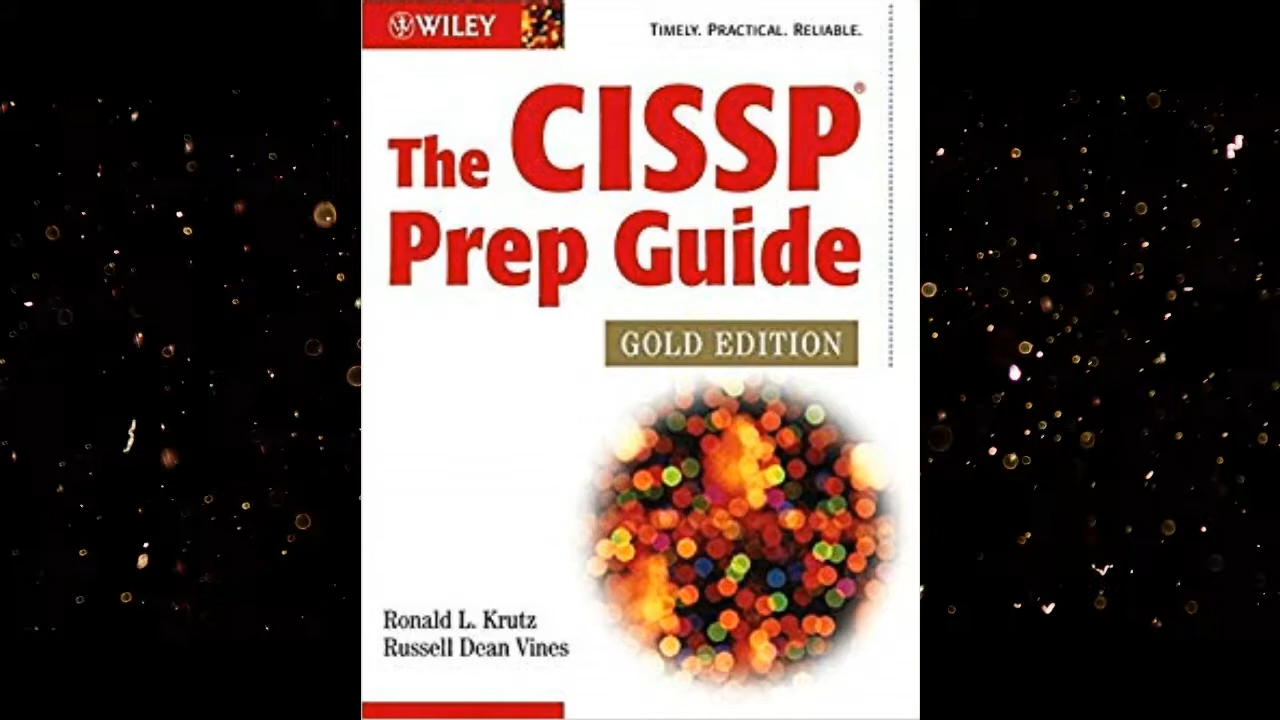 WILEY
TIMELY. PRACTICAL. RELIABLE.
The CISSP®
Prep Guide
GOLD EDITION
Ronald L. Krutz
Russell Dean Vines